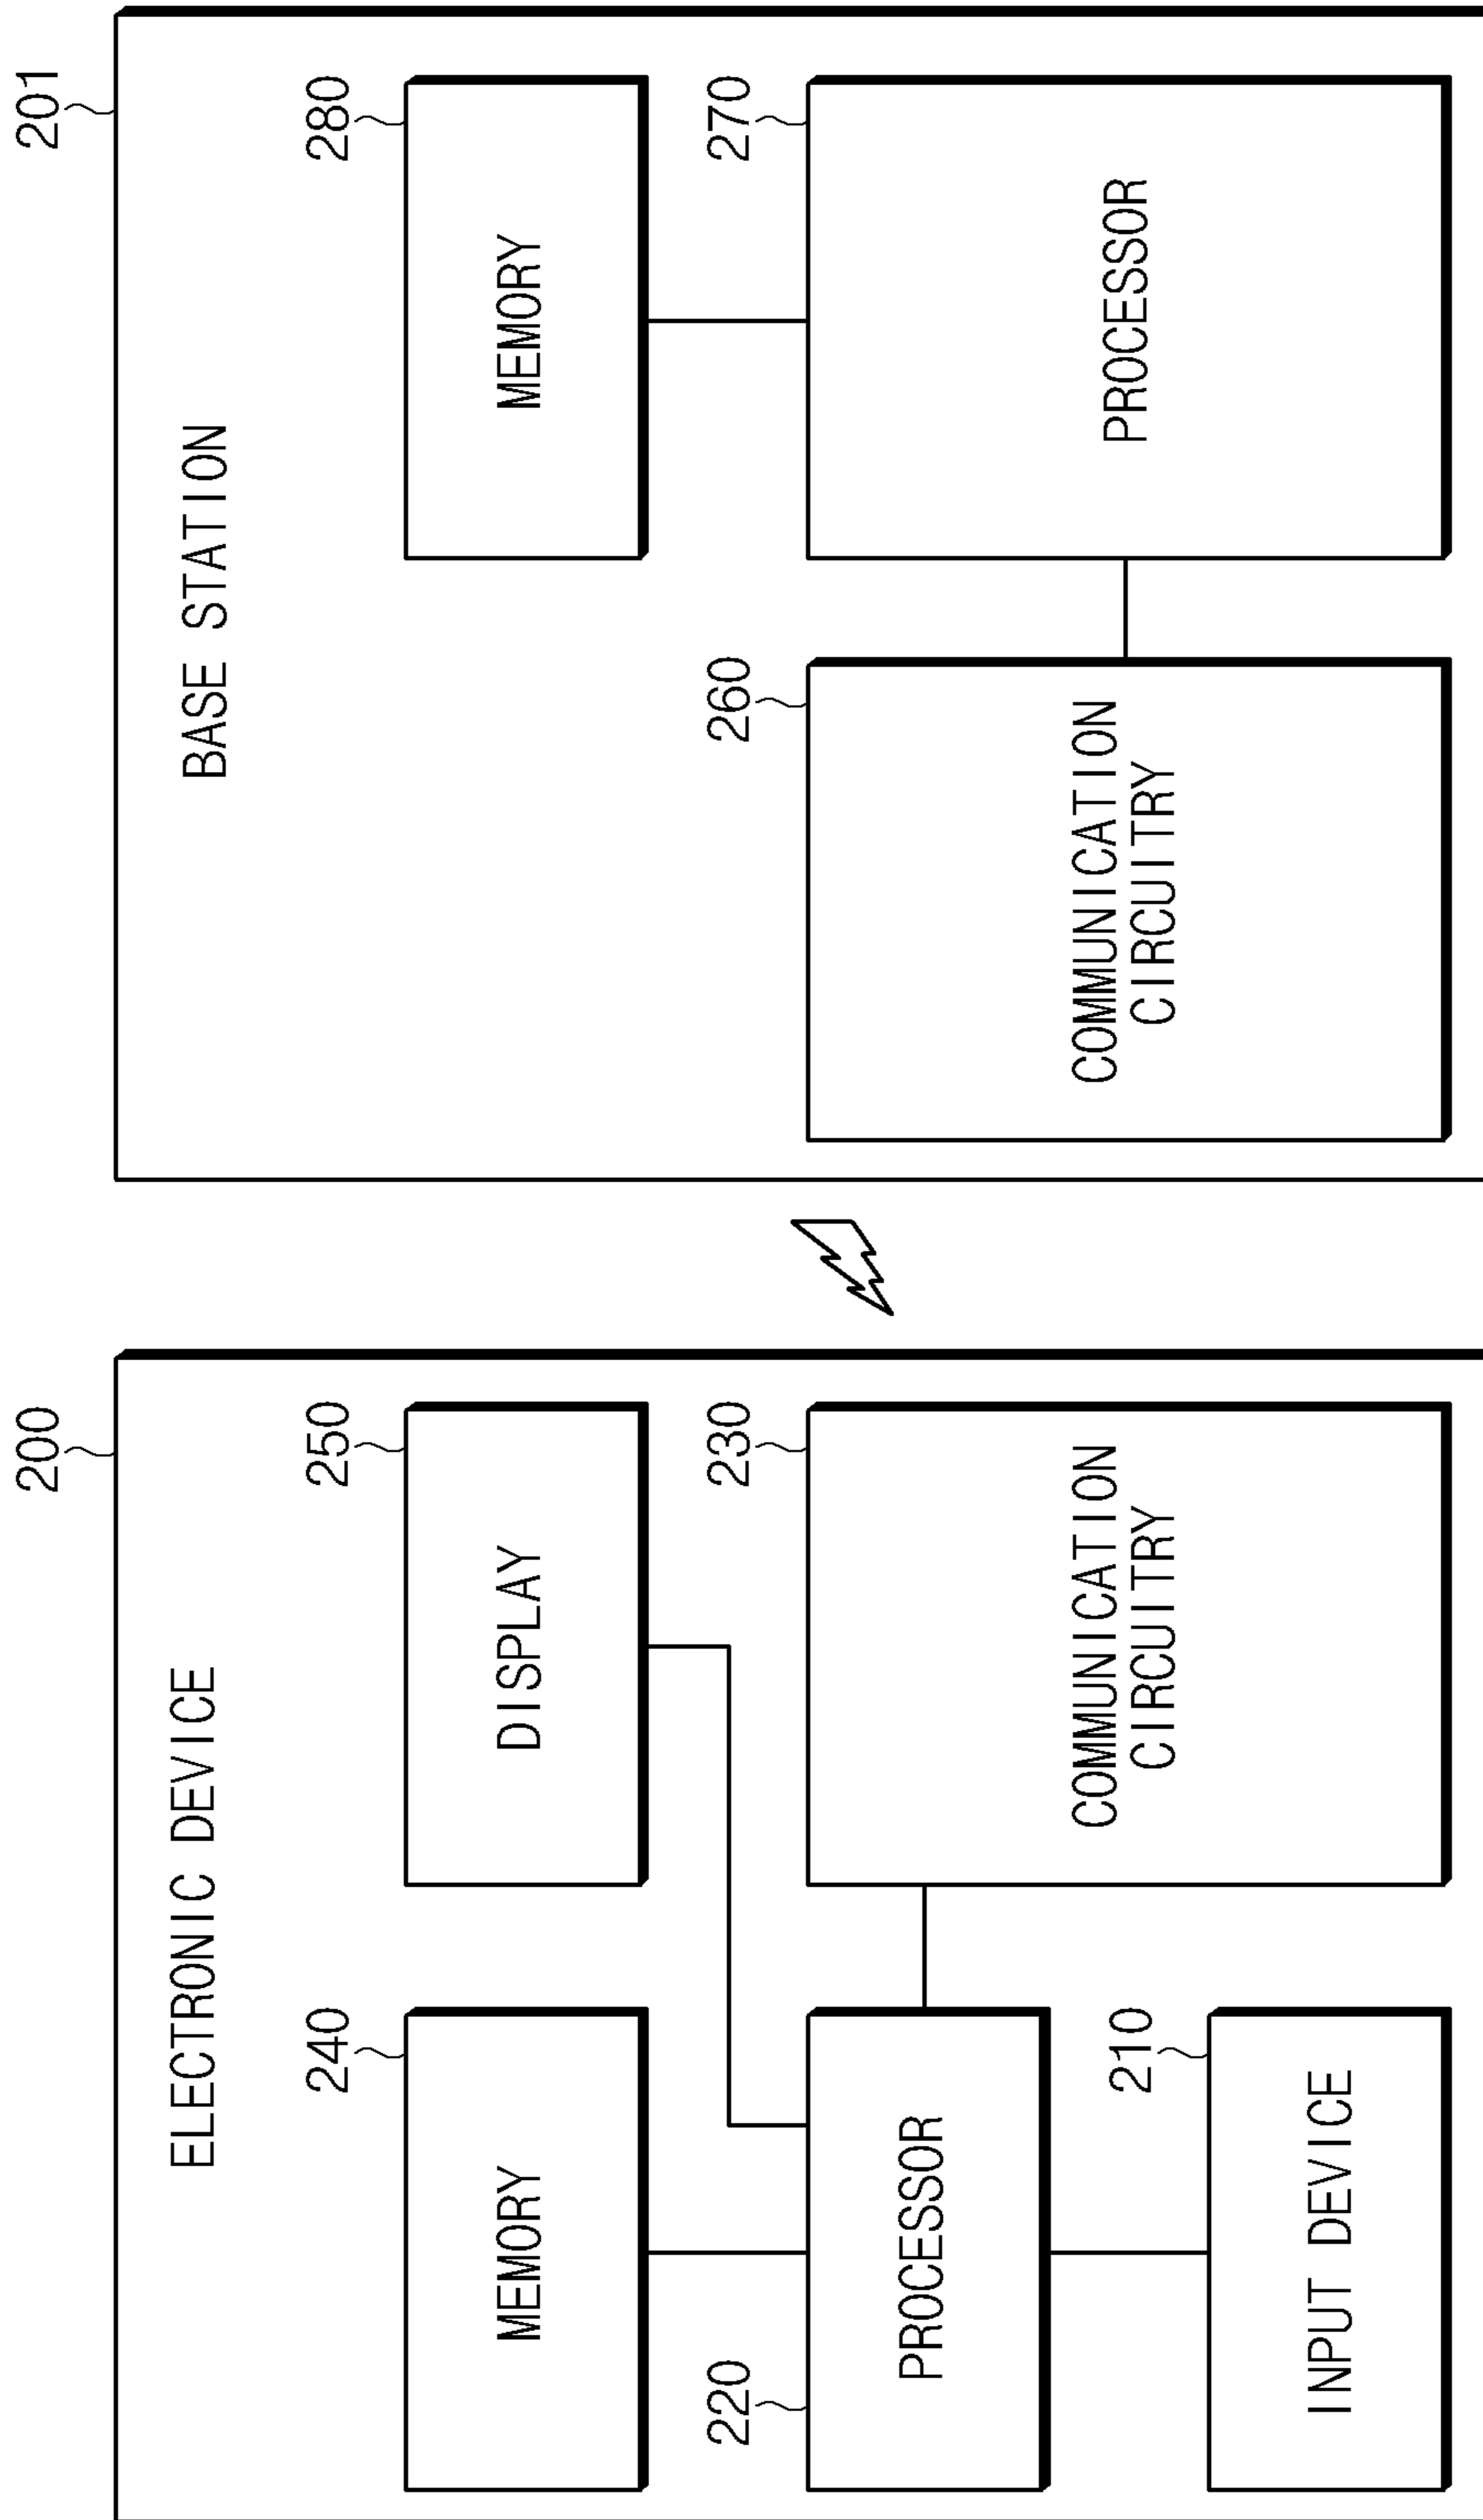 200
ELECTRONIC DEVICE
240
MEMORY
250
DISPLAY
220
PROCESSOR
230
COMMUNICATION
CIRCUITRY
210
INPUT DEVICE
201
BASE STATION
280
MEMORY
260
COMMUNICATION
CIRCUITRY
270
PROCESSOR